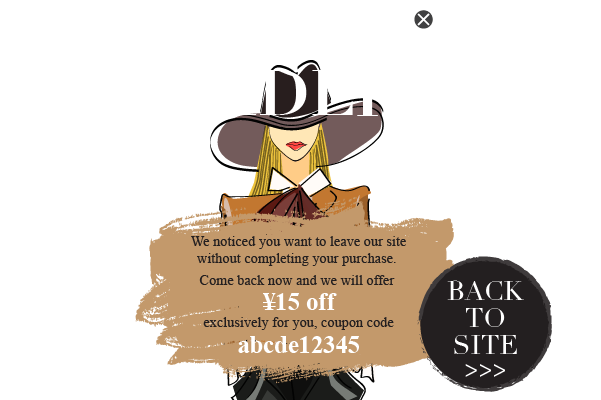 We noticed you want to leave our site
without completing your purchase.
Come back now and we will offer
¥15 off
exclusively for you, coupon code
abcde12345
BACK
TO
SITE
>>>